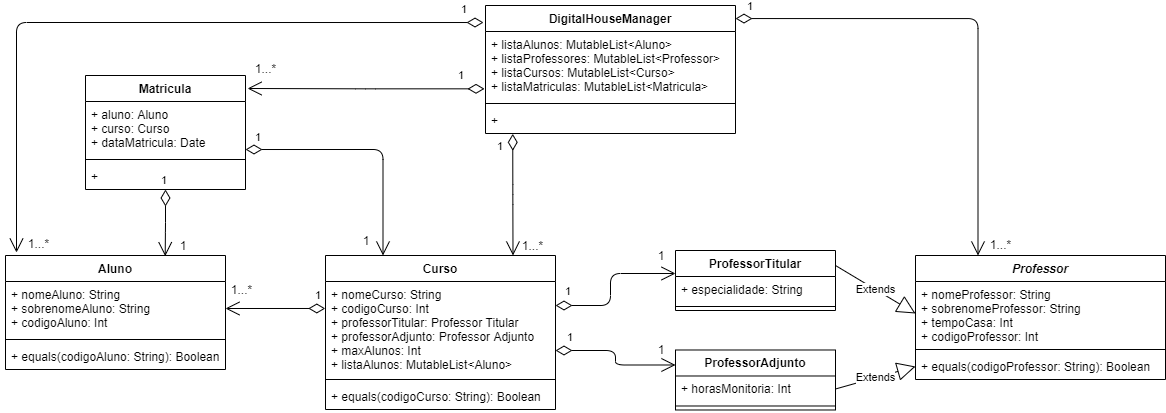 1
DigitalHouseManager
1
+ listaAlunos: MutableList<Aluno>
+ listaProfessores: MutableList<Professor>
+ listaCursos: MutableList<Curso>
+ listaMatriculas: MutableList<Matricula>
+
1...*
1
Matricula
+ aluno: Aluno
+ curso: Curso
+ dataMatricula: Date
+
1
1
1
1...*
1
1
1...*
1...*
Aluno
+ nomeAluno: String
+ sobrenomeAluno: String
+ codigoAluno: Int
+ equals(codigoAluno: String): Boolean
1...*
1
Curso
+ nomeCurso: String
+ codigoCurso: Int
+ professorTitular: Professor Titular
+ professorAdjunto: Professor Adjunto
+ maxAlunos: Int
+ listaAlunos: MutableList<Aluno>
+ equals(codigoCurso: String): Boolean
1
1
ProfessorTitular
+ especialidade: String
Extends
1
1
ProfessorAdjunto
+ horasMonitoria: Int
Extends
Professor
+ nomeProfessor: String
+ sobrenomeProfessor: String
+ tempoCasa: Int
+ codigoProfessor: Int
+ equals(codigoProfessor: String): Boolean